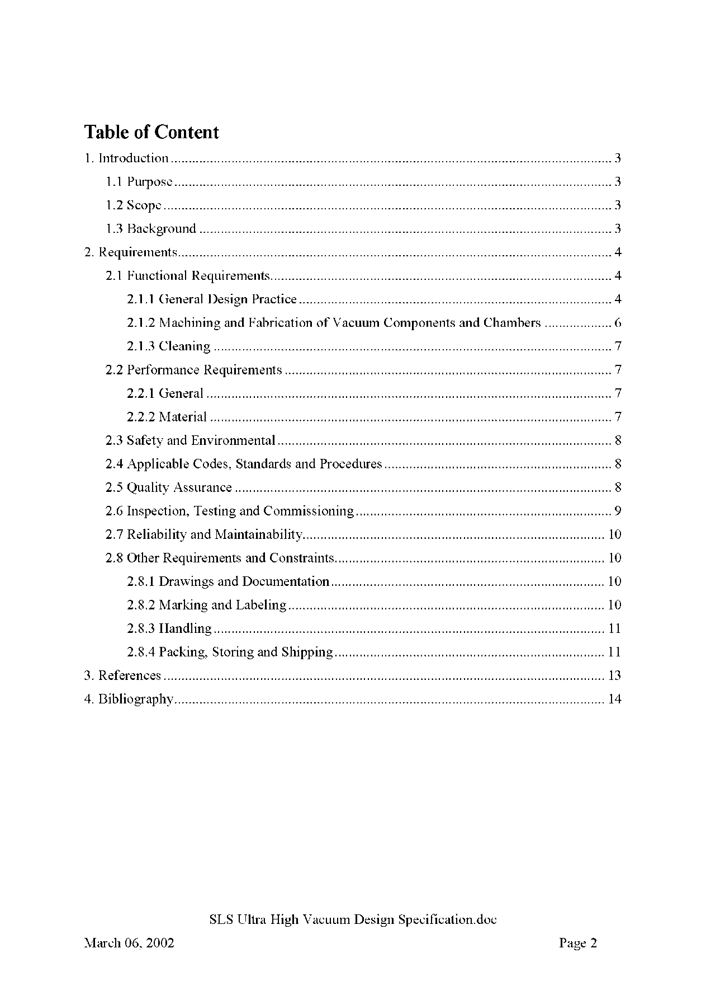 Table of Content
1. Introduction ........................................................................................................................... 3
1.1 Purpose ........................................................................................................................... 3
1.2 Scope .............................................................................................................................. 3
1.3 Background .................................................................................................................... 3
2. Requirements.......................................................................................................................... 4
2.1 Functional Requirements................................................................................................ 4
2.1.1 General Design Practice ........................................................................................ 4
2.1.2 Machining and Fabrication of Vacuum Components and Chambers ................... 6
2.1.3 Cleaning ................................................................................................................ 7
2.2 Performance Requirements ............................................................................................ 7
2.2.1 General .................................................................................................................. 7
2.2.2 Material ................................................................................................................. 7
2.3 Safety and Environmental .............................................................................................. 8
2.4 Applicable Codes, Standards and Procedures ................................................................ 8
2.5 Quality Assurance .......................................................................................................... 8
2.6 Inspection, Testing and Commissioning ........................................................................ 9
2.7 Reliability and Maintainability..................................................................................... 10
2.8 Other Requirements and Constraints............................................................................ 10
2.8.1 Drawings and Documentation ............................................................................. 10
2.8.2 Marking and Labeling ......................................................................................... 10
2.8.3 Handling .............................................................................................................. 11
2.8.4 Packing, Storing and Shipping ............................................................................ 11
3. References ............................................................................................................................ 13
4. Bibliography......................................................................................................................... 14
SLS Ultra High Vacuum Design Specification.doc
March 06, 2002 Page 2